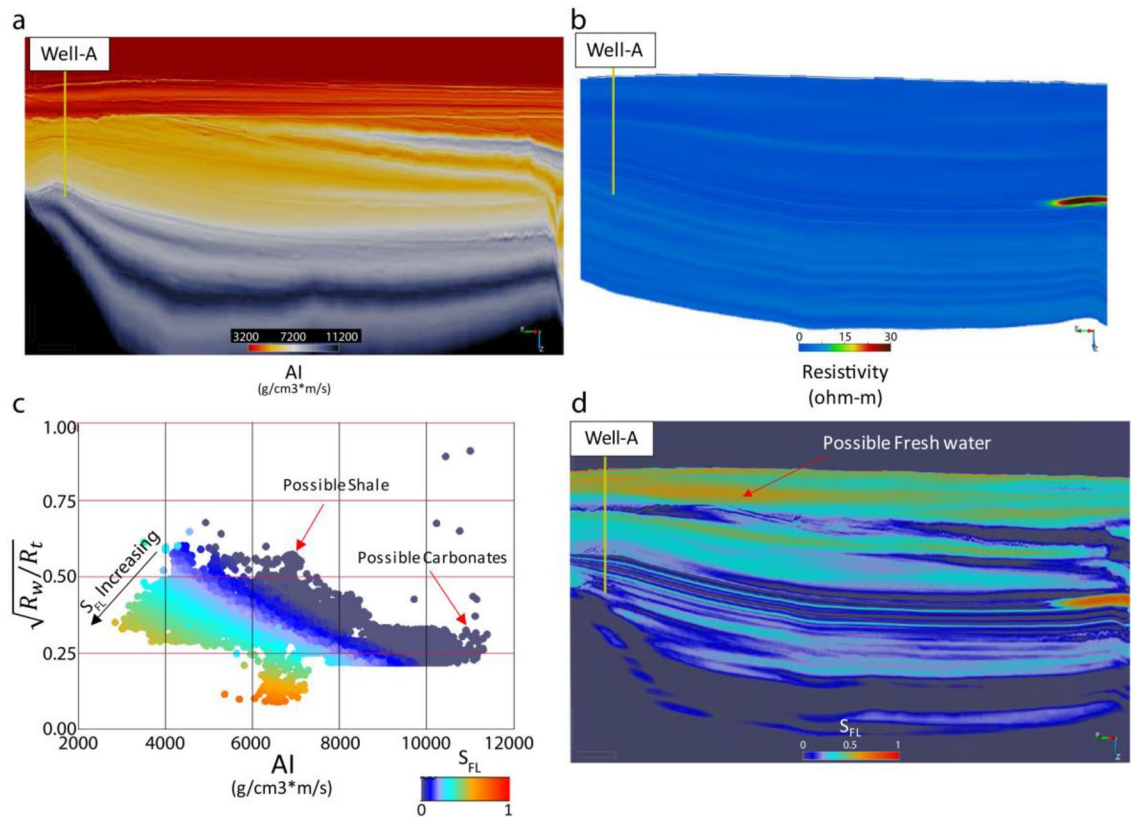 a
Well-A
3200 7200 11200
AI
(g/cm3*m/s)
b
Well-A
0 15 30
Resistivity
(ohm-m)
c
1.00
0.75
0.50
0.25
0.00
√Rw/Rt
Possible Shale
Possible Carbonates
SFL Increasing
2000 4000 6000 8000 10000 12000
AI
(g/cm3*m/s)
SFL
0 1
d
Well-A
Possible Fresh water
SFL
0 0.5 1